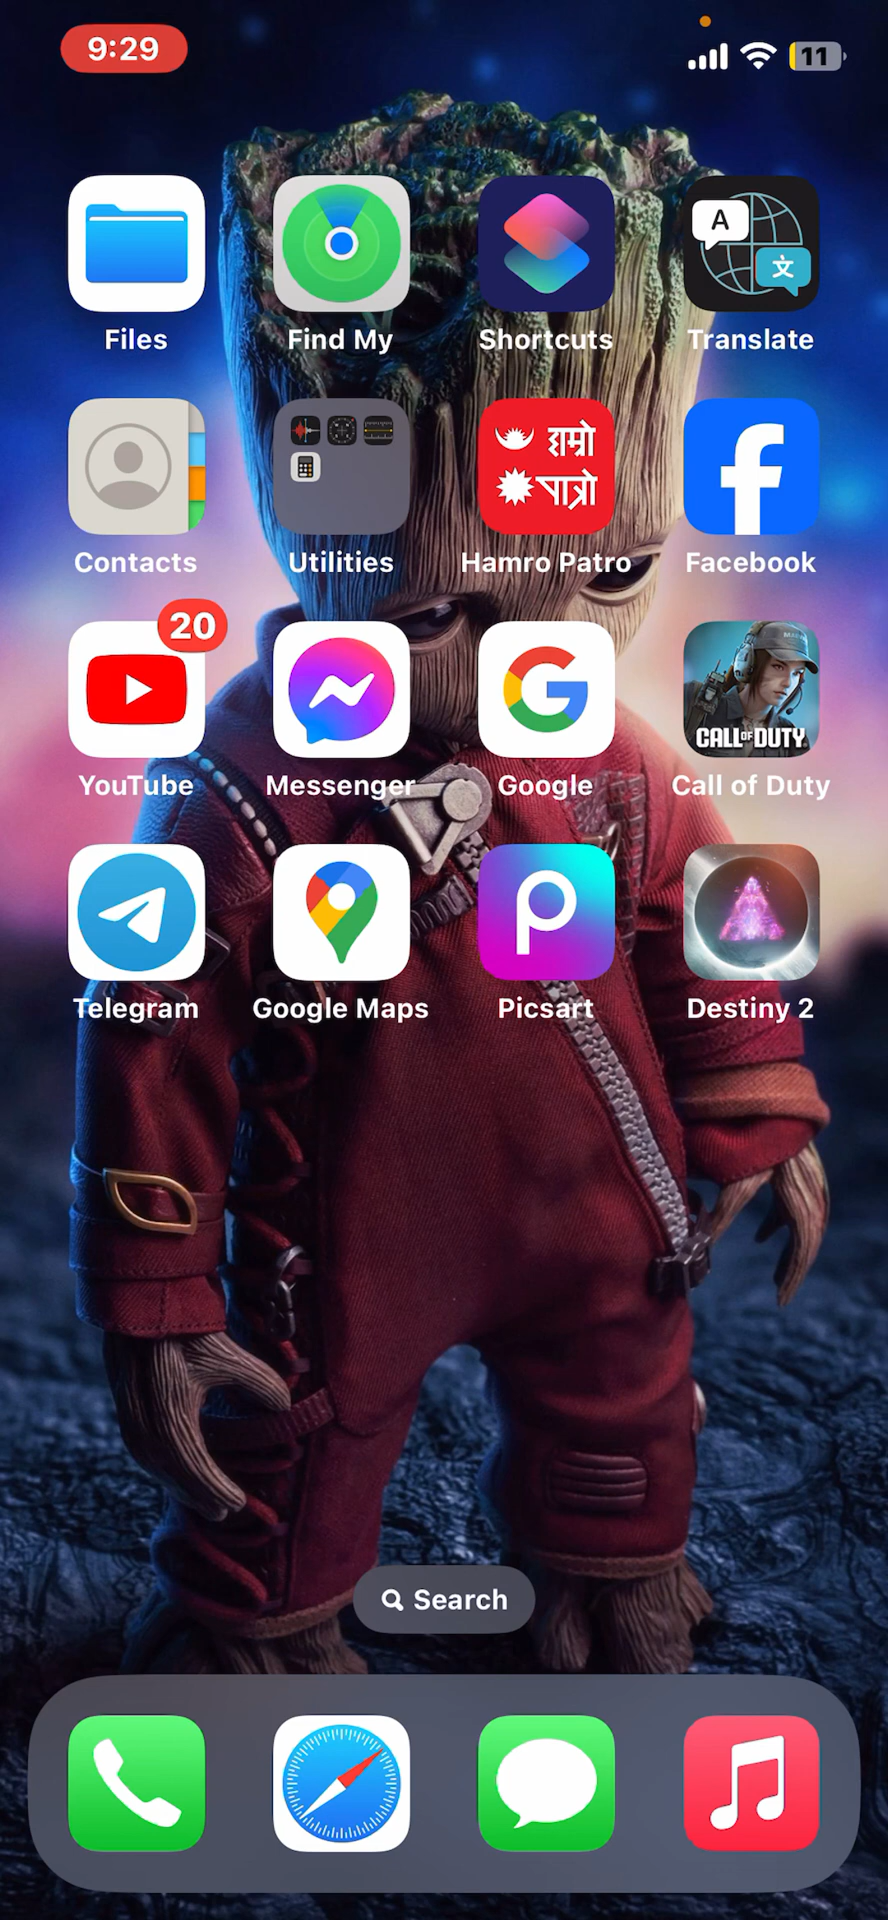 9:29
11
A
文
Files
Find My
Shortcuts
Translate
हाम्रो
पात्रो
Contacts
Utilities
Hamro Patro
Facebook
20
CALL OF DUTY
YouTube
Messenger
Google
Call of Duty
Telegram
Google Maps
Picsart
Destiny 2
Search